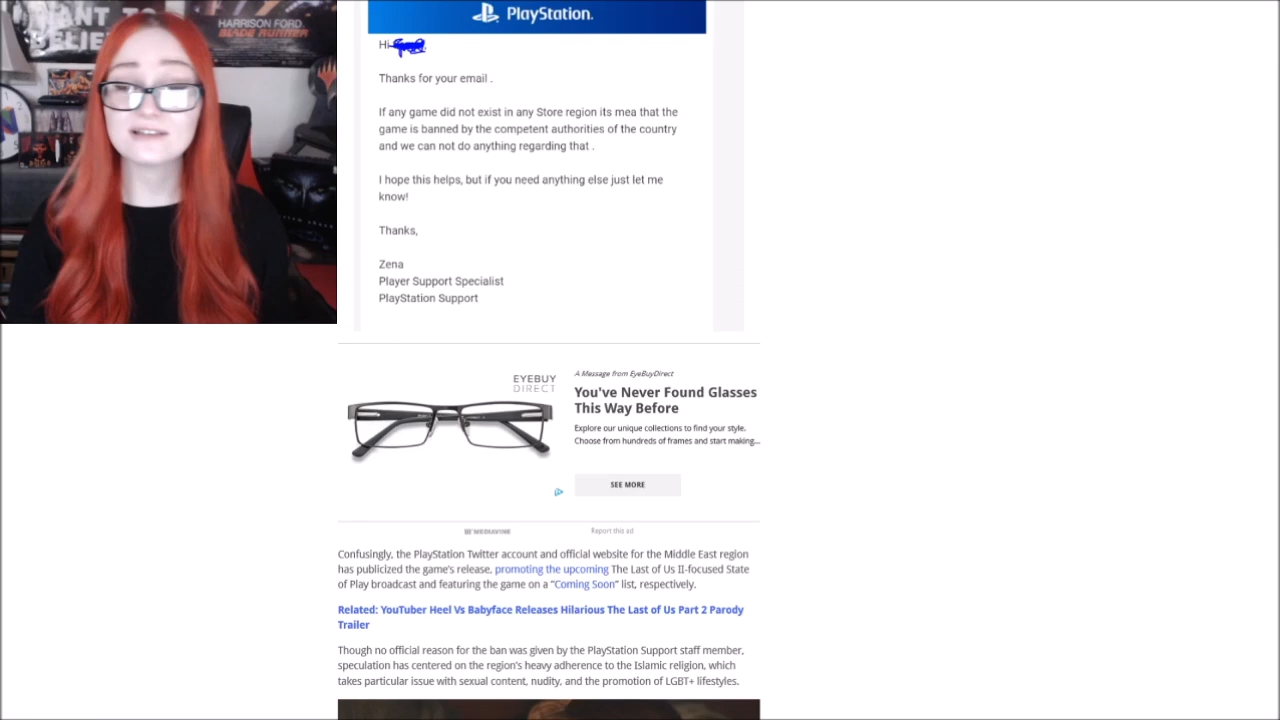 WANT TO
BELIEVE
HARRISON FORD
BLADE RUNNER
PlayStation.
Hi
Thanks for your email .
If any game did not exist in any Store region its mea that the
game is banned by the competent authorities of the country
and we can not do anything regarding that .
I hope this helps, but if you need anything else just let me
know!
Thanks,
Zena
Player Support Specialist
PlayStation Support
EYEBUY
DIRECT
A Message from EyeBuyDirect
You've Never Found Glasses
This Way Before
Explore our unique collections to find your style.
Choose from hundreds of frames and start making...
SEE MORE
MEDIAVINE
Report this ad
Confusingly, the PlayStation Twitter account and official website for the Middle East region
has publicized the game's release, promoting the upcoming The Last of Us II-focused State
of Play broadcast and featuring the game on a "Coming Soon" list, respectively.
Related: YouTuber Heel Vs Babyface Releases Hilarious The Last of Us Part 2 Parody
Trailer
Though no official reason for the ban was given by the PlayStation Support staff member,
speculation has centered on the region's heavy adherence to the Islamic religion, which
takes particular issue with sexual content, nudity, and the promotion of LGBT+ lifestyles.